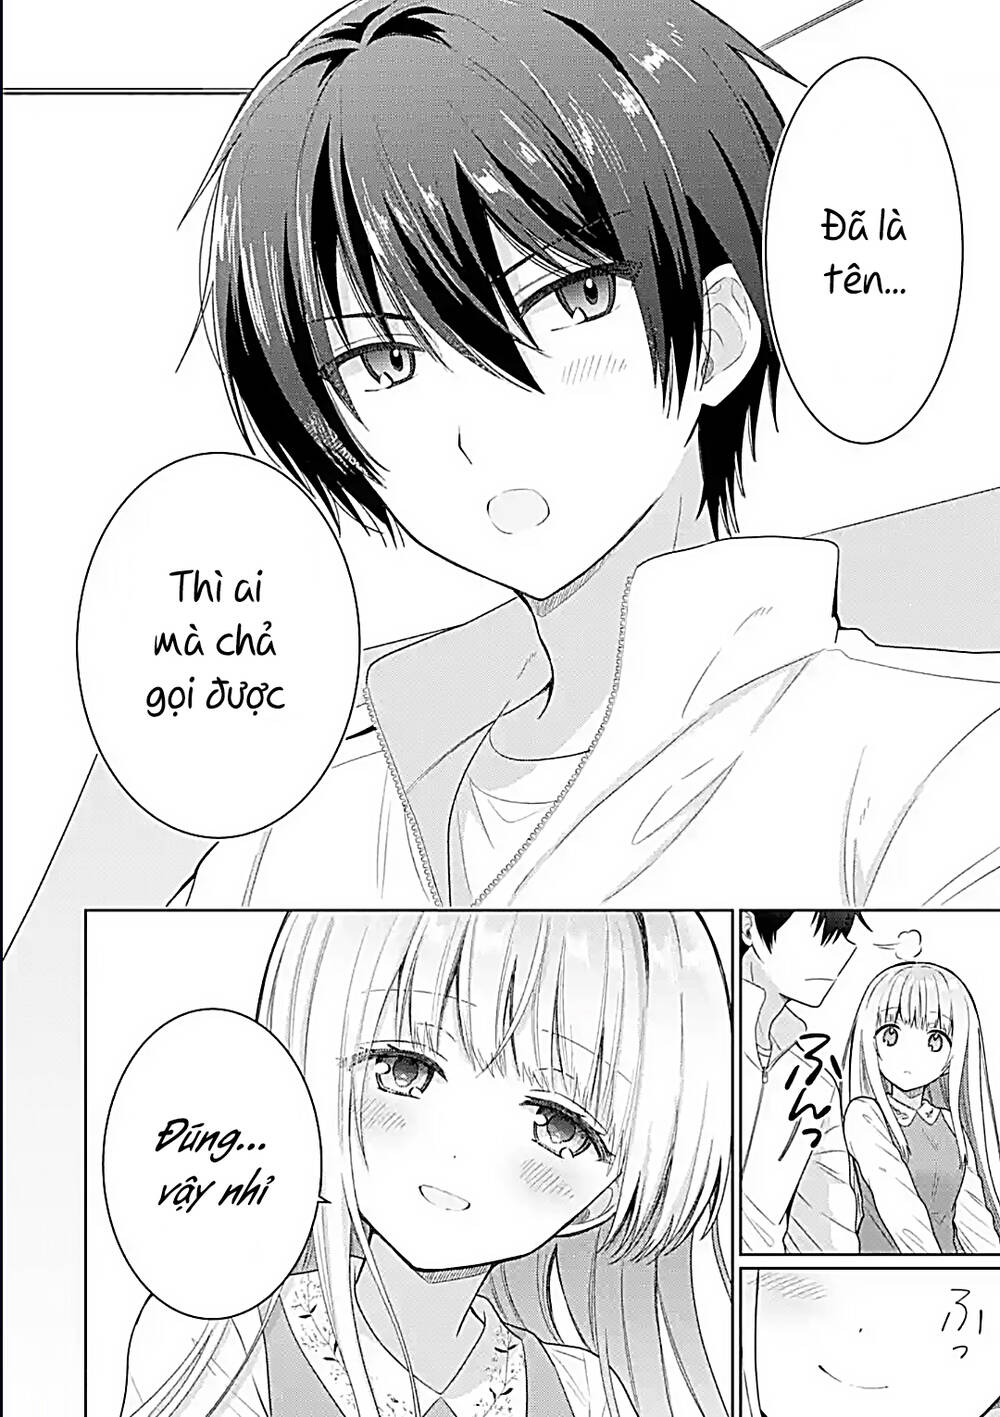 Đã là
tên...
Thì ai
mà chả
gọi được
ふんっ
ふっ
Đúng...
vậy nhỉ